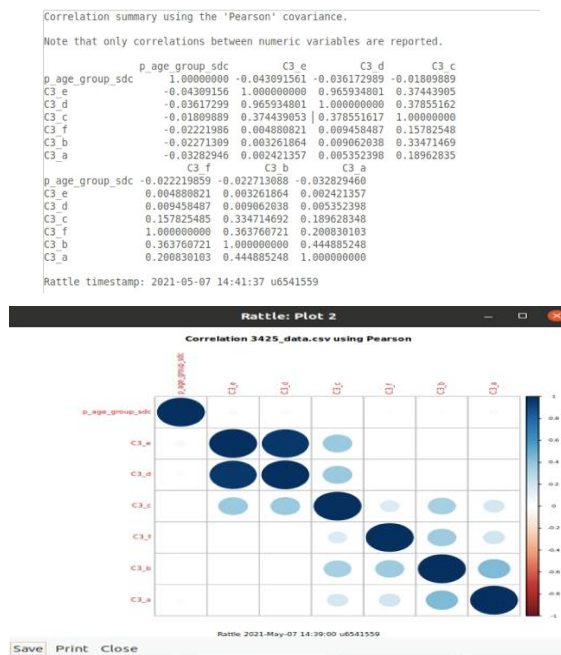 Correlation summary using the 'Pearson' covariance.
Note that only correlations between numeric variables are reported.
p_age_group_sdc C3_e C3_d C3_c
p_age_group_sdc 1.00000000 -0.043091561 -0.036172989 -0.01809889
C3_e -0.04309156 1.000000000 0.965934801 0.37443905
C3_d -0.03617299 0.965934801 1.000000000 0.37855162
C3_c -0.01809889 0.374439053 0.378551617 1.00000000
C3_f -0.02221986 0.004880821 0.009458487 0.15782548
C3_b -0.02271309 0.003261864 0.009062038 0.33471469
C3_a -0.03282946 0.002421357 0.005352398 0.18962835
C3_f C3_b C3_a
p_age_group_sdc -0.022219859 -0.022713088 -0.032829460
C3_e 0.004880821 0.003261864 0.002421357
C3_d 0.009458487 0.009062038 0.005352398
C3_c 0.157825485 0.334714692 0.189628348
C3_f 1.000000000 0.363760721 0.200830103
C3_b 0.363760721 1.000000000 0.444885248
C3_a 0.200830103 0.444885248 1.000000000
Rattle timestamp: 2021-05-07 14:41:37 u6541559
Rattle: Plot 2
Correlation 3425_data.csv using Pearson
p_age_group_sdc C3_e C3_d C3_c C3_f C3_b C3_a
p_age_group_sdc
C3_e
C3_d
C3_c
C3_f
C3_b
C3_a
1
0.8
0.6
0.4
0.2
0
-0.2
-0.4
-0.6
-0.8
-1
Rattle 2021-May-07 14:39:00 u6541559
Save Print Close